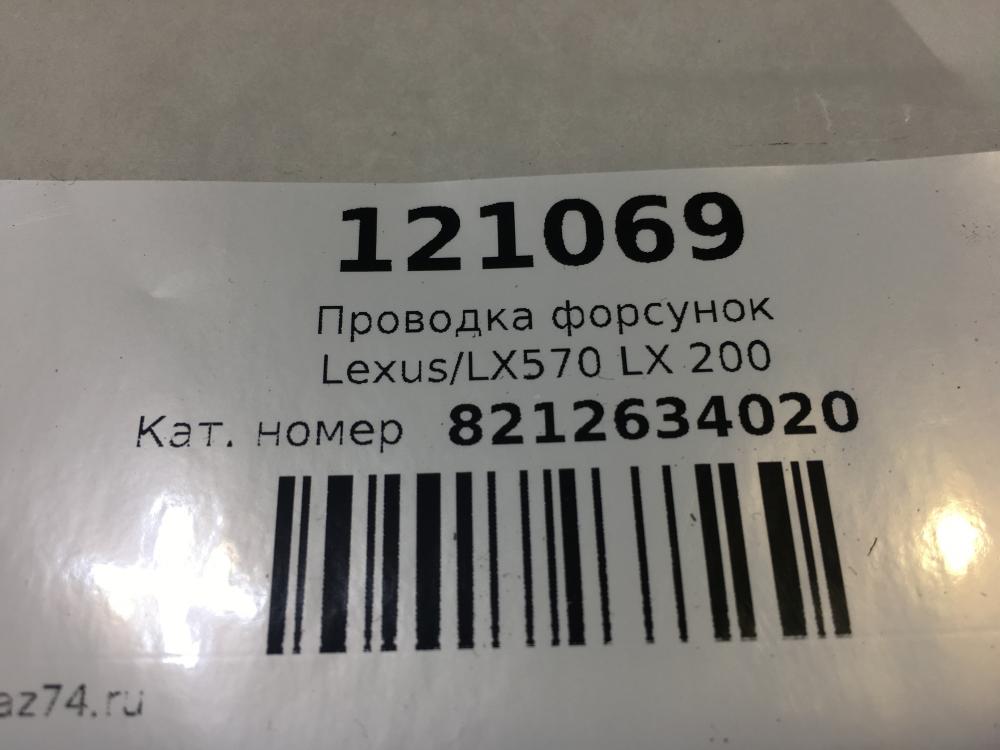 121069
Проводка форсунок
Lexus/LX570 LX 200
Кат. номер 8212634020
az74.ru